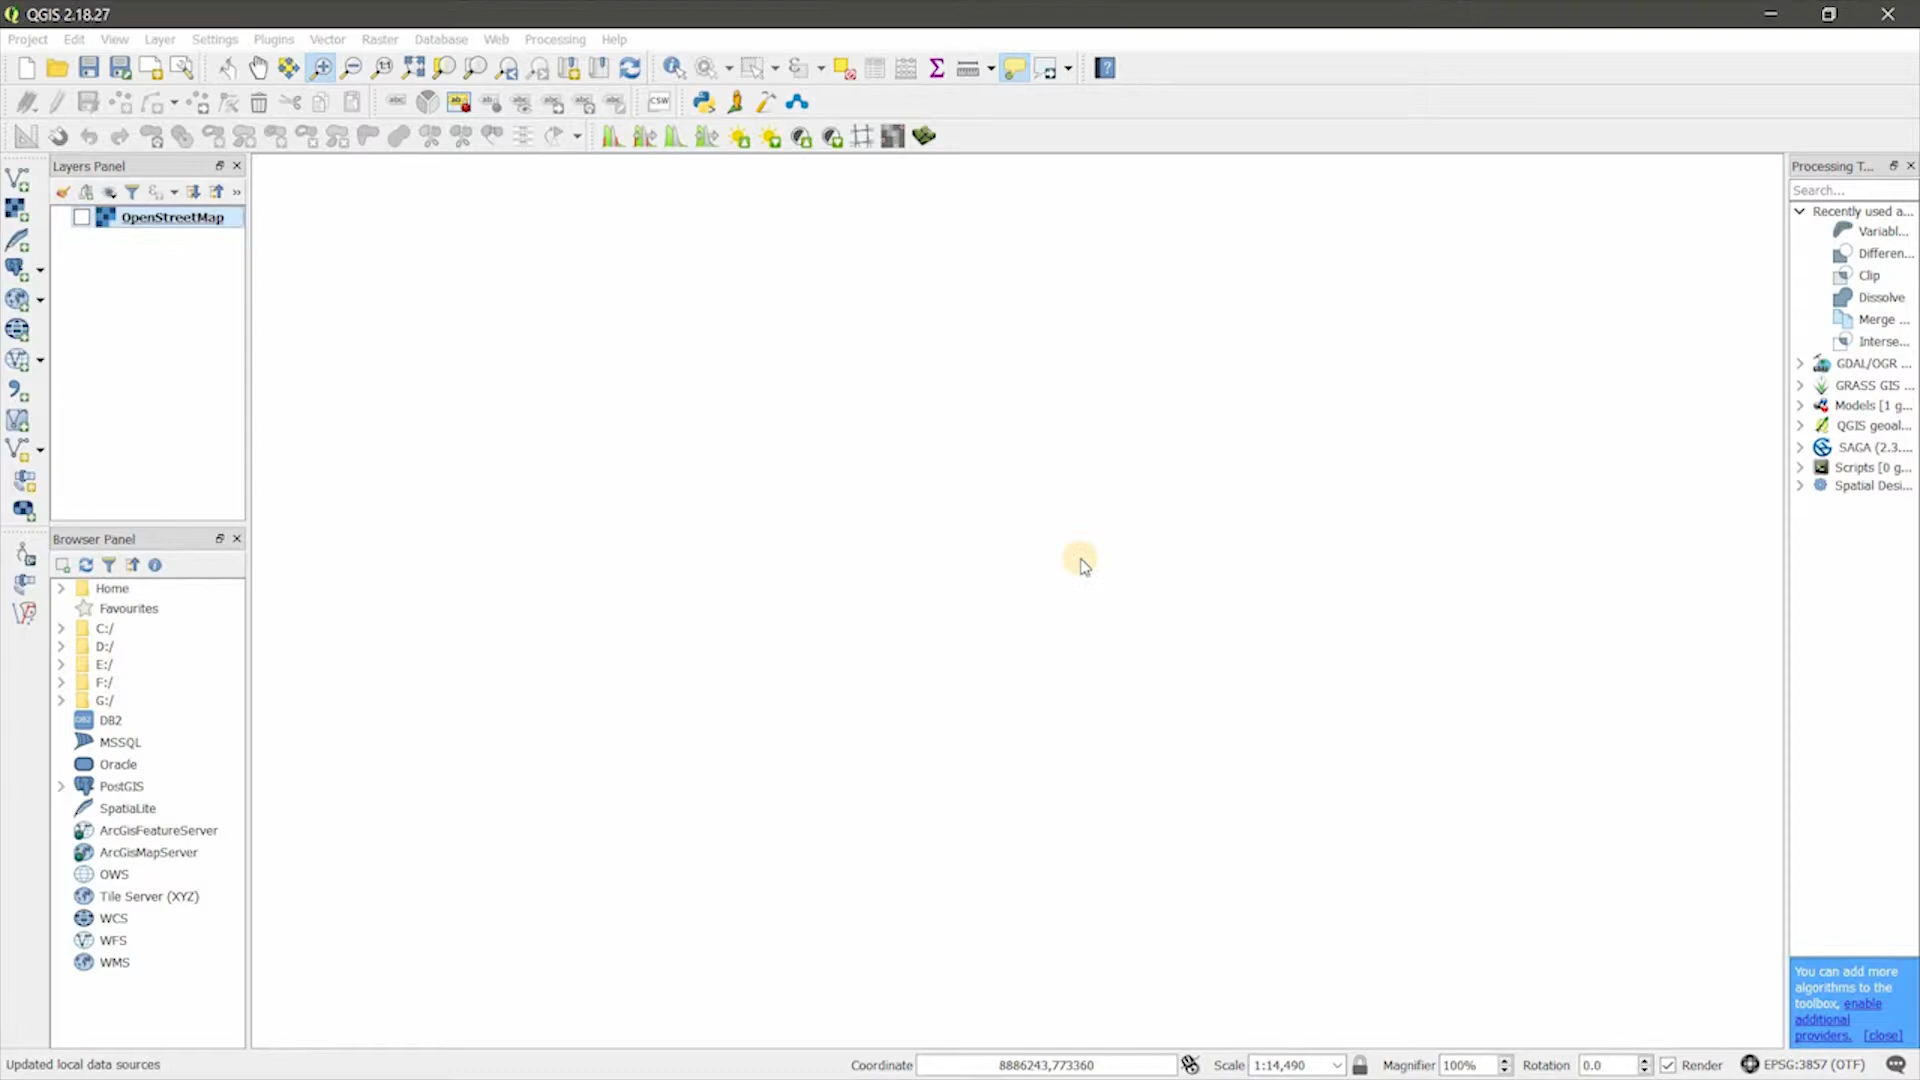 QGIS 2.18.27
Project Edit View Layer Settings Plugins Vector Raster Database Web Processing Help
CSW
Layers Panel
OpenStreetMap
Browser Panel
Home
Favourites
C:/
D:/
E:/
F:/
G:/
DB2
MSSQL
Oracle
PostGIS
SpatiaLite
ArcGisFeatureServer
ArcGisMapServer
OWS
Tile Server (XYZ)
WCS
WFS
WMS
Processing T...
Search...
Recently used a...
Variabl...
Differen...
Clip
Dissolve
Merge ...
Interse...
GDAL/OGR ...
GRASS GIS ...
Models [1 g...
QGIS geoal...
SAGA (2.3....
Scripts [0 g...
Spatial Desi...
You can add more
algorithms to the
toolbox, enable
additional
providers. [close]
Updated local data sources Coordinate 8886243,773360 Scale 1:14,490 Magnifier 100% Rotation 0.0 Render EPSG:3857 (OTF)